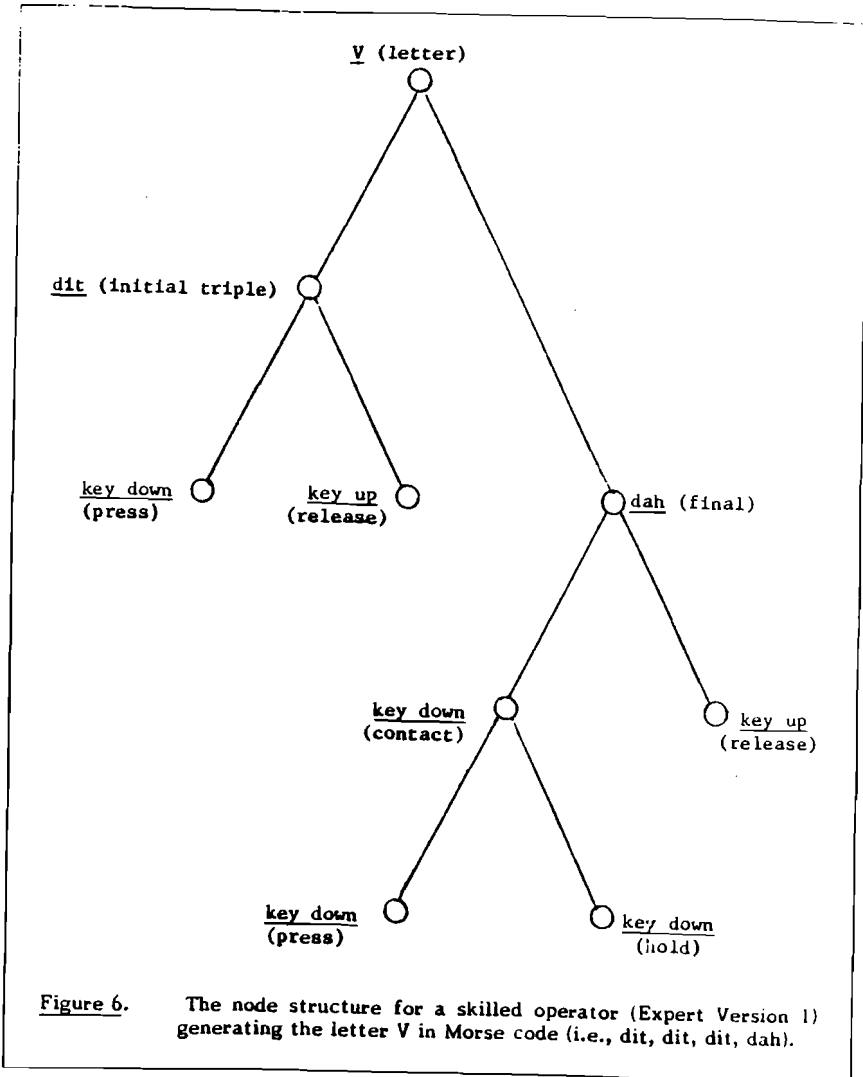 V (letter)
dit (initial triple)
key down
(press)
key up
(release)
dah (final)
key down
(contact)
key up
(release)
key down
(press)
key down
(hold)
Figure 6. The node structure for a skilled operator (Expert Version 1)
generating the letter V in Morse code (i.e., dit, dit, dit, dah).